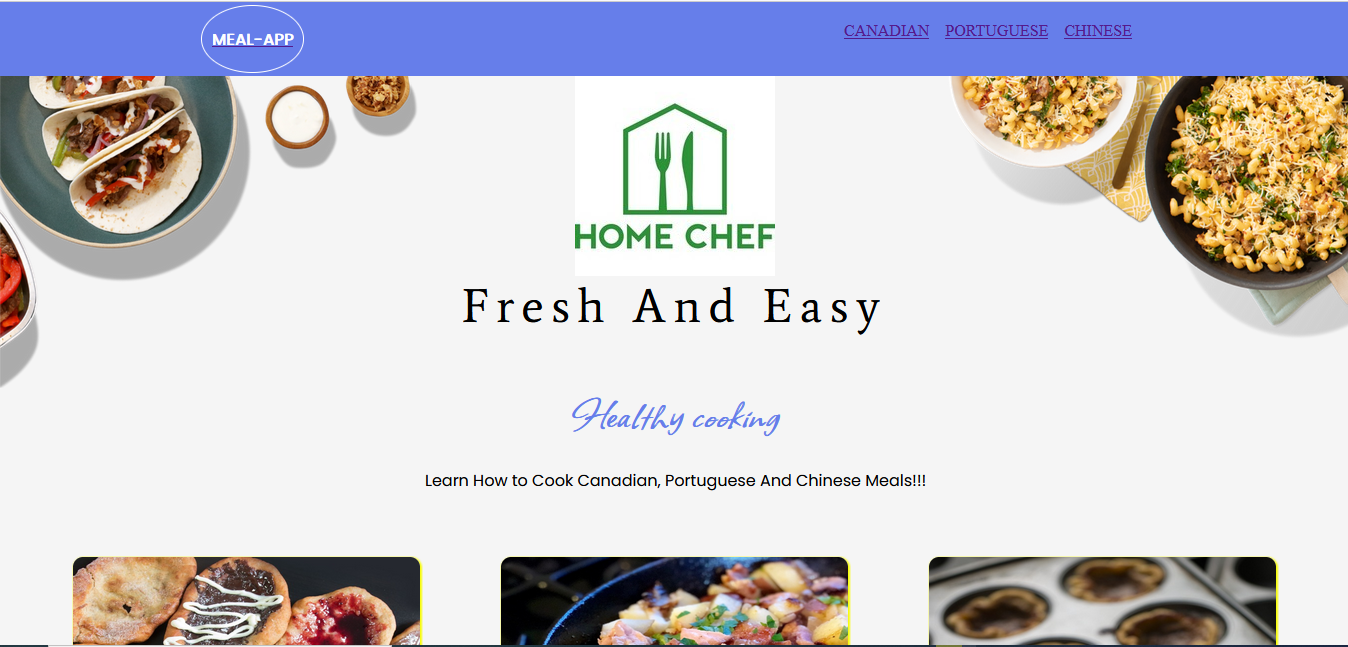 MEAL-APP
CANADIAN PORTUGUESE CHINESE
HOME CHEF
Fresh And Easy
Healthy cooking
Learn How to Cook Canadian, Portuguese And Chinese Meals!!!